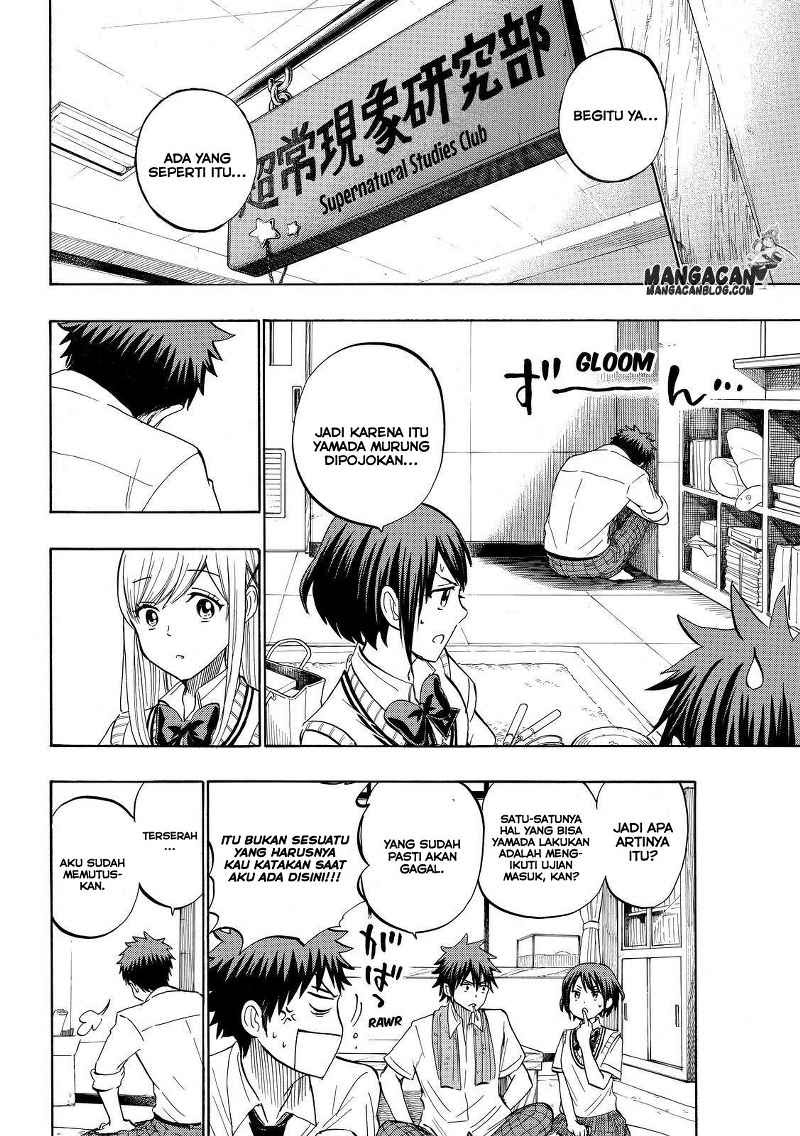 BEGITU YA...
超常現象研究部
Supernatural Studies Club
ADA YANG
SEPERTI ITU...
MANGACAN
MANGACANBLOG.COM
GLOOM
ずーーん...
JADI KARENA ITU
YAMADA MURUNG
DIPOJOKAN...
JADI APA
ARTINYA
ITU?
SATU-SATUNYA
HAL YANG BISA
YAMADA LAKUKAN
ADALAH MENG-
IKUTI UJIAN
MASUK, KAN?
YANG SUDAH
PASTI AKAN
GAGAL.
ITU BUKAN SESUATU
YANG HARUSNYA
KAU KATAKAN SAAT
AKU ADA DISINI!!!
がばっ
RAWR
TERSERAH
...
AKU SUDAH
MEMUTUS-
KAN.